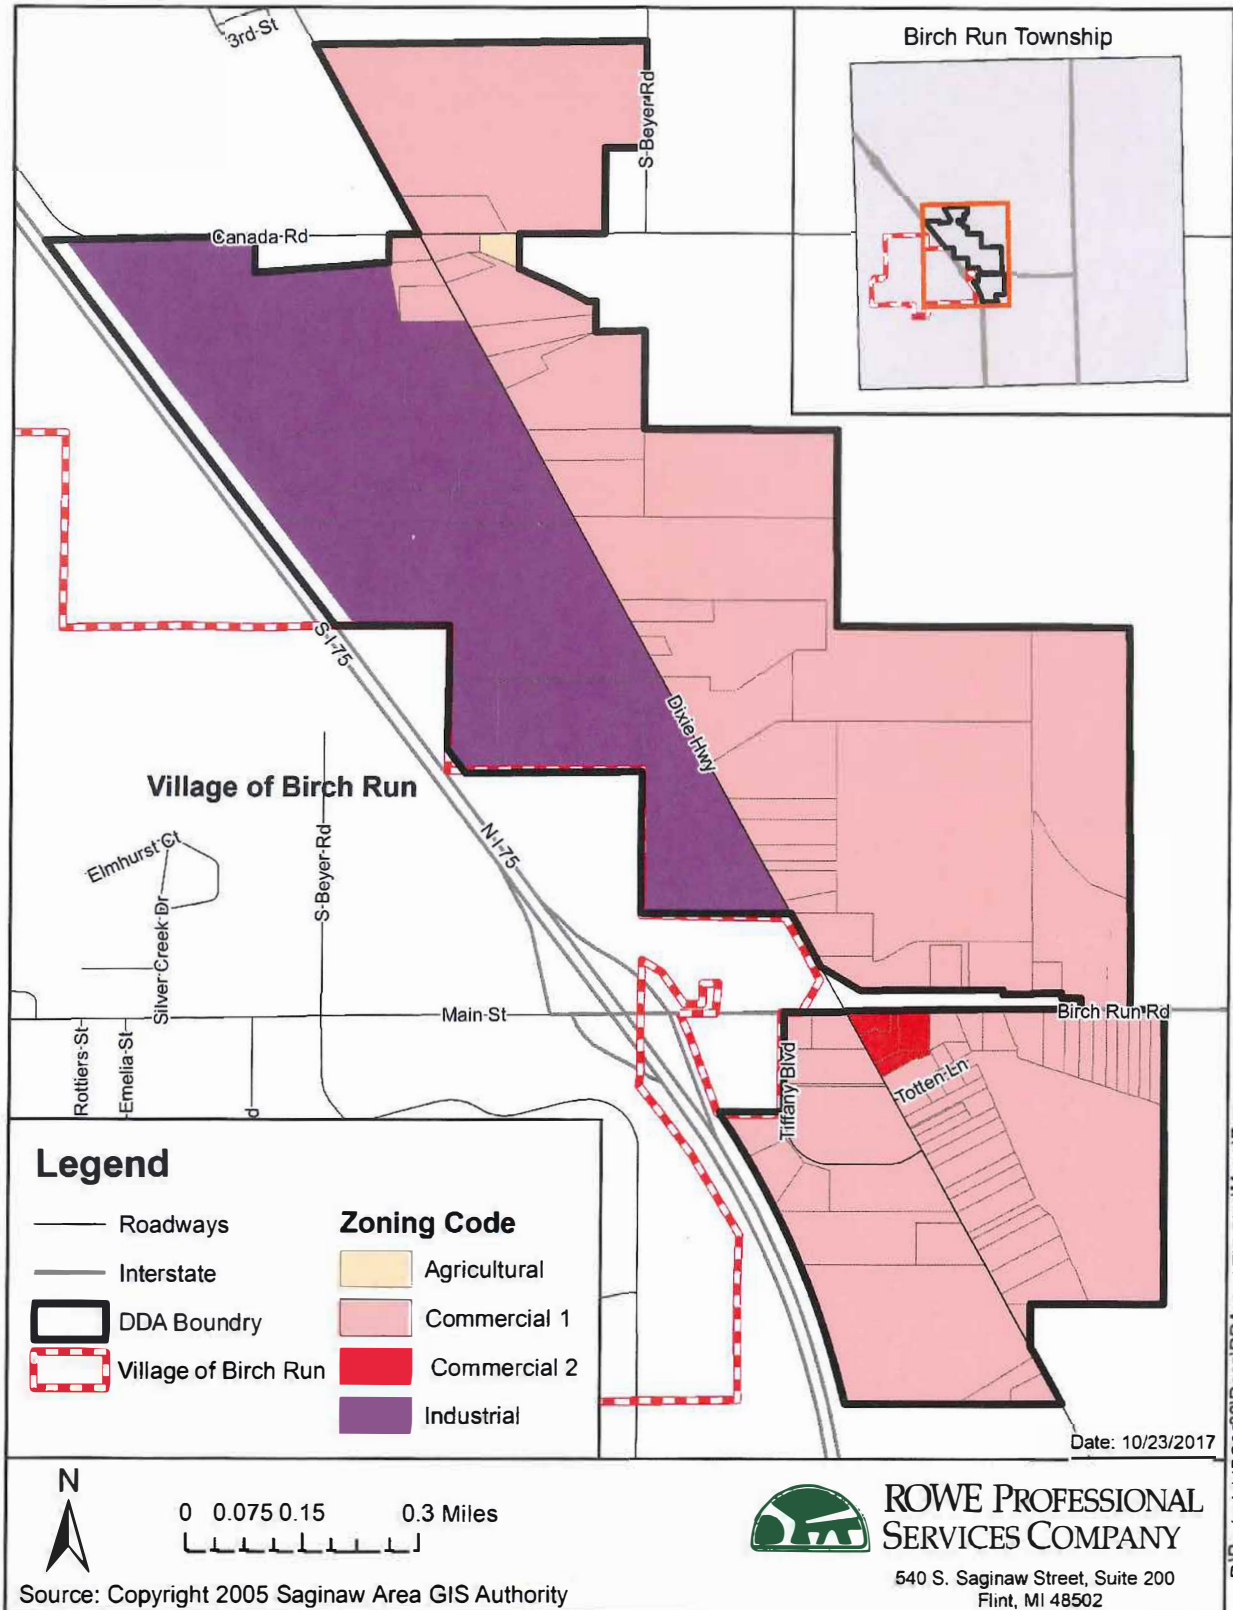 3rd-St
S-Beyer-Rd
Birch Run Township
Canada-Rd
S-I-75
Dixie-Hwy
Village of Birch Run
Elmhurst-Ct
S-Beyer-Rd
N-I-75
Silver-Creek-Dr
Main-St
Birch Run Rd
Rottiers-St
Emelia-St
d
Tiffany Blvd
Totten-Ln
Legend
Roadways
Interstate
DDA Boundry
Village of Birch Run
Zoning Code
Agricultural
Commercial 1
Commercial 2
Industrial
Date: 10/23/2017
N
0 0.075 0.15 0.3 Miles
Source: Copyright 2005 Saginaw Area GIS Authority
ROWE PROFESSIONAL
SERVICES COMPANY
540 S. Saginaw Street, Suite 200
Flint, MI 48502